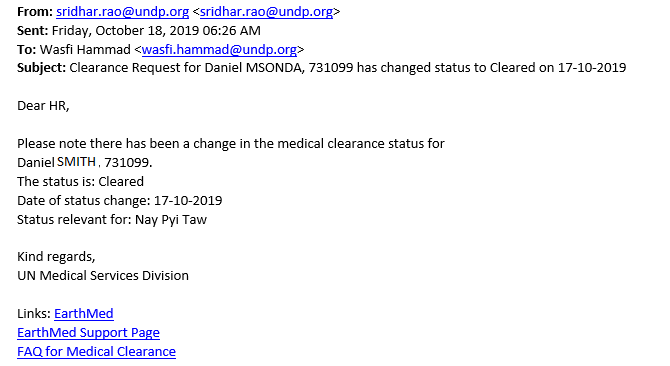 From: sridhar.rao@undp.org <sridhar.rao@undp.org>
Sent: Friday, October 18, 2019 06:26 AM
To: Wasfi Hammad <wasfi.hammad@undp.org>
Subject: Clearance Request for Daniel MSONDA, 731099 has changed status to Cleared on 17-10-2019
Dear HR,
Please note there has been a change in the medical clearance status for
Daniel SMITH, 731099.
The status is: Cleared
Date of status change: 17-10-2019
Status relevant for: Nay Pyi Taw
Kind regards,
UN Medical Services Division
Links: EarthMed
EarthMed Support Page
FAQ for Medical Clearance